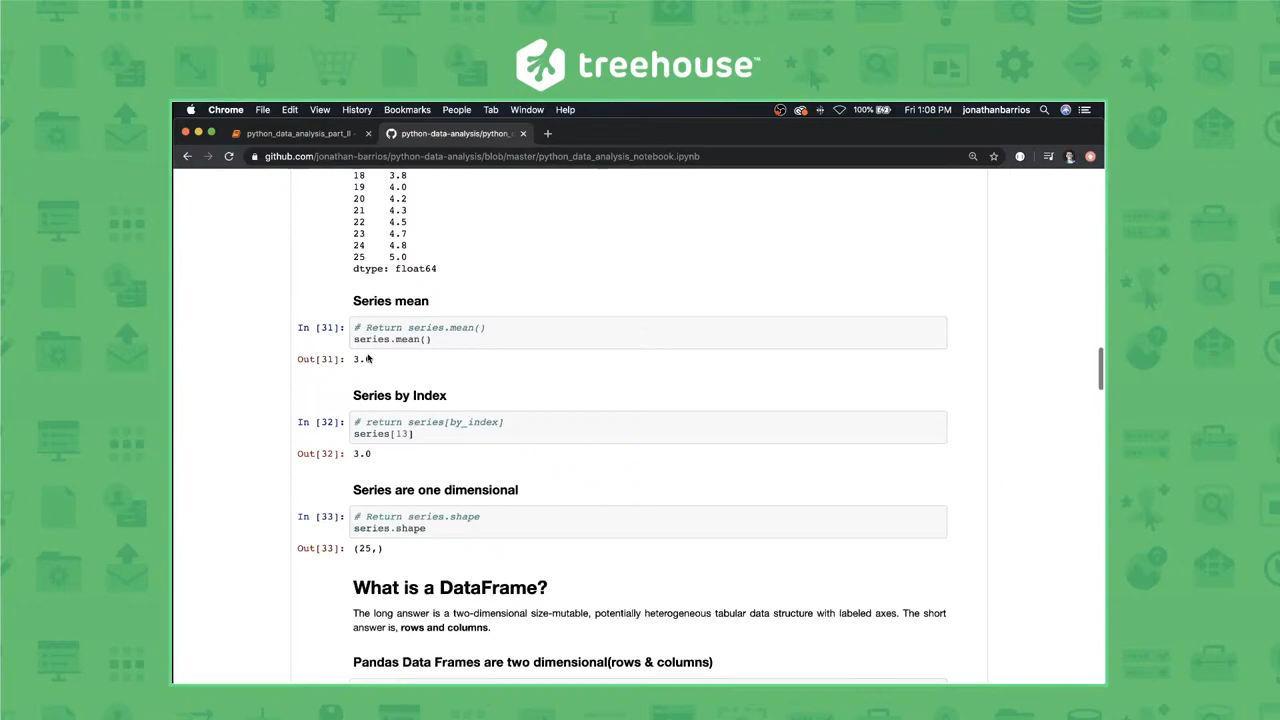 treehouse™
Chrome File Edit View History Bookmarks People Tab Window Help 100% Fri 1:08 PM jonathanbarrios
python_data_analysis_part_II - python-data-analysis/python_
github.com/jonathan-barrios/python-data-analysis/blob/master/python_data_analysis_notebook.ipynb
18 3.8
19 4.0
20 4.2
21 4.3
22 4.5
23 4.7
24 4.8
25 5.0
dtype: float64
Series mean
In [31]: # Return series.mean()
series.mean()
Out[31]: 3.
Series by Index
In [32]: # return series[by_index]
series[13]
Out[32]: 3.0
Series are one dimensional
In [33]: # Return series.shape
series.shape
Out[33]: (25,)
What is a DataFrame?
The long answer is a two-dimensional size-mutable, potentially heterogeneous tabular data structure with labeled axes. The short
answer is, rows and columns.
Pandas Data Frames are two dimensional(rows & columns)